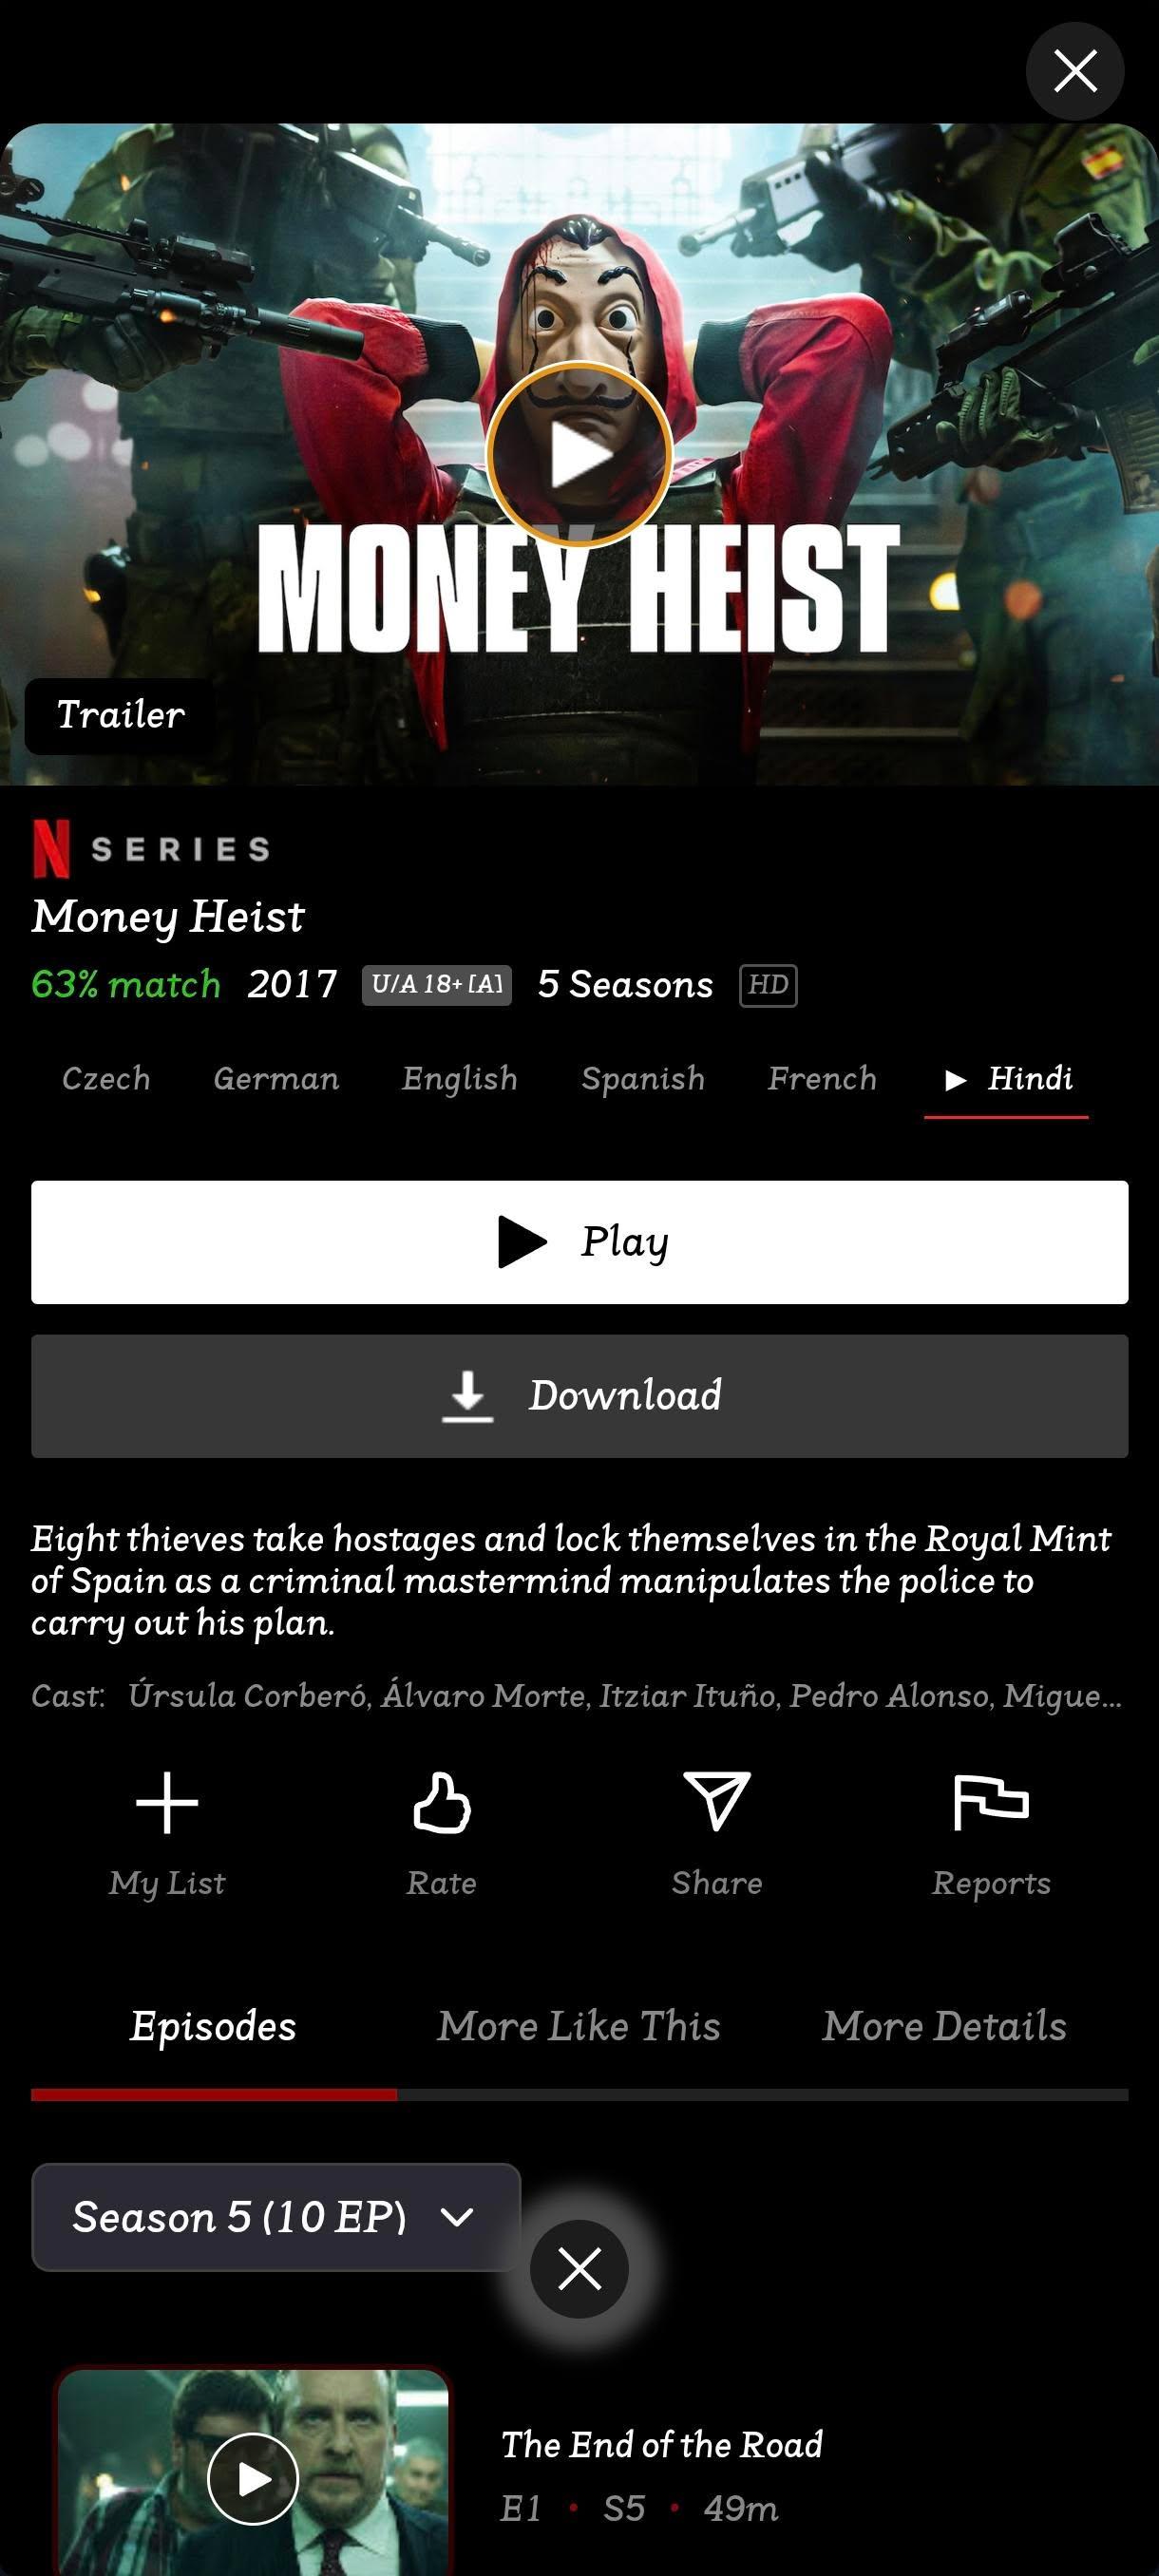 MONEY HEIST
Trailer
N SERIES
Money Heist
63% match 2017 U/A 18+ [A] 5 Seasons HD
Czech German English Spanish French Hindi
Play
Download
Eight thieves take hostages and lock themselves in the Royal Mint
of Spain as a criminal mastermind manipulates the police to
carry out his plan.
Cast: Úrsula Corberó, Álvaro Morte, Itziar Ituño, Pedro Alonso, Migue...
My List Rate Share Reports
Episodes More Like This More Details
Season 5 (10 EP)
The End of the Road
E1 • S5 • 49m